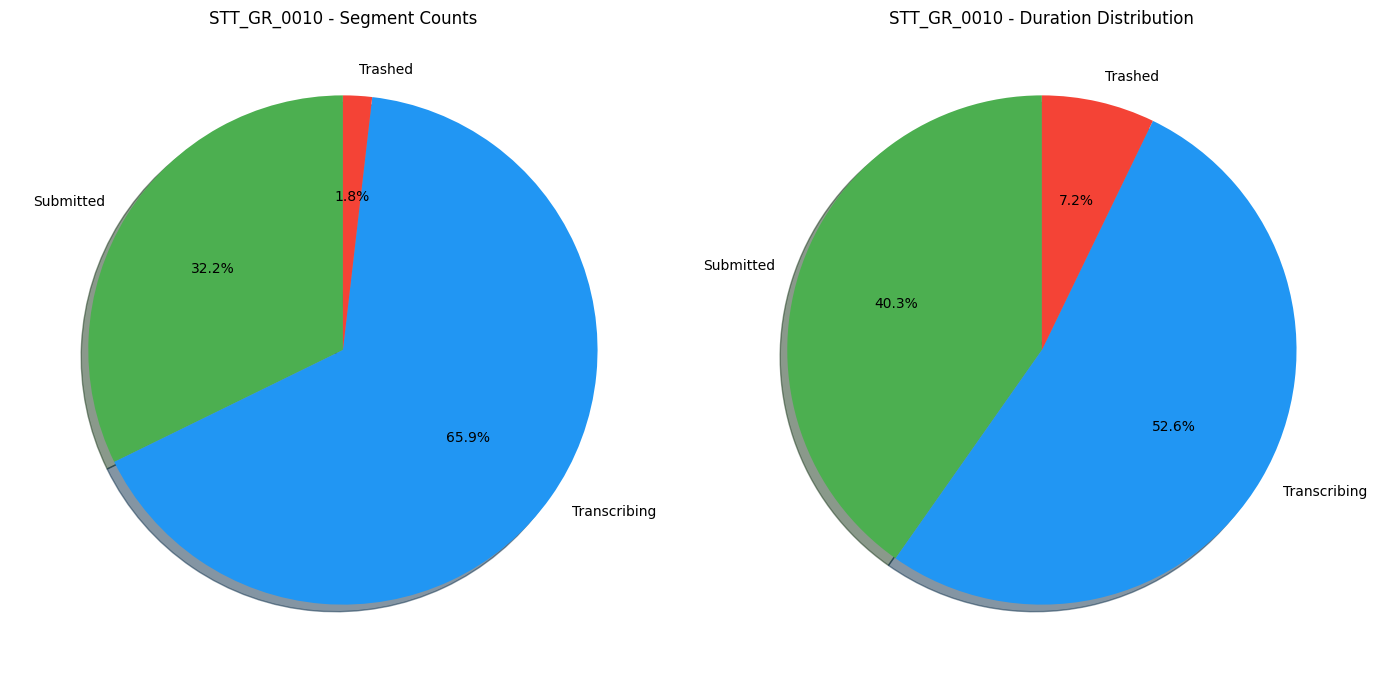 STT_GR_0010 - Segment Counts
Trashed
Submitted
1.8%
32.2%
65.9%
Transcribing
STT_GR_0010 - Duration Distribution
Trashed
Submitted
7.2%
40.3%
52.6%
Transcribing